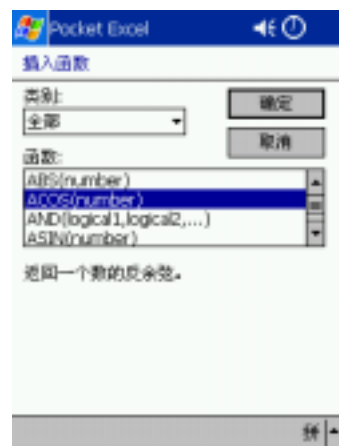 Pocket Excel
插入函数
类别:
全部
确定
取消
函数:
ABS(number)
ACOS(number)
AND(logical1,logical2,...)
ASIN(number)
返回一个数的反余弦。
拼